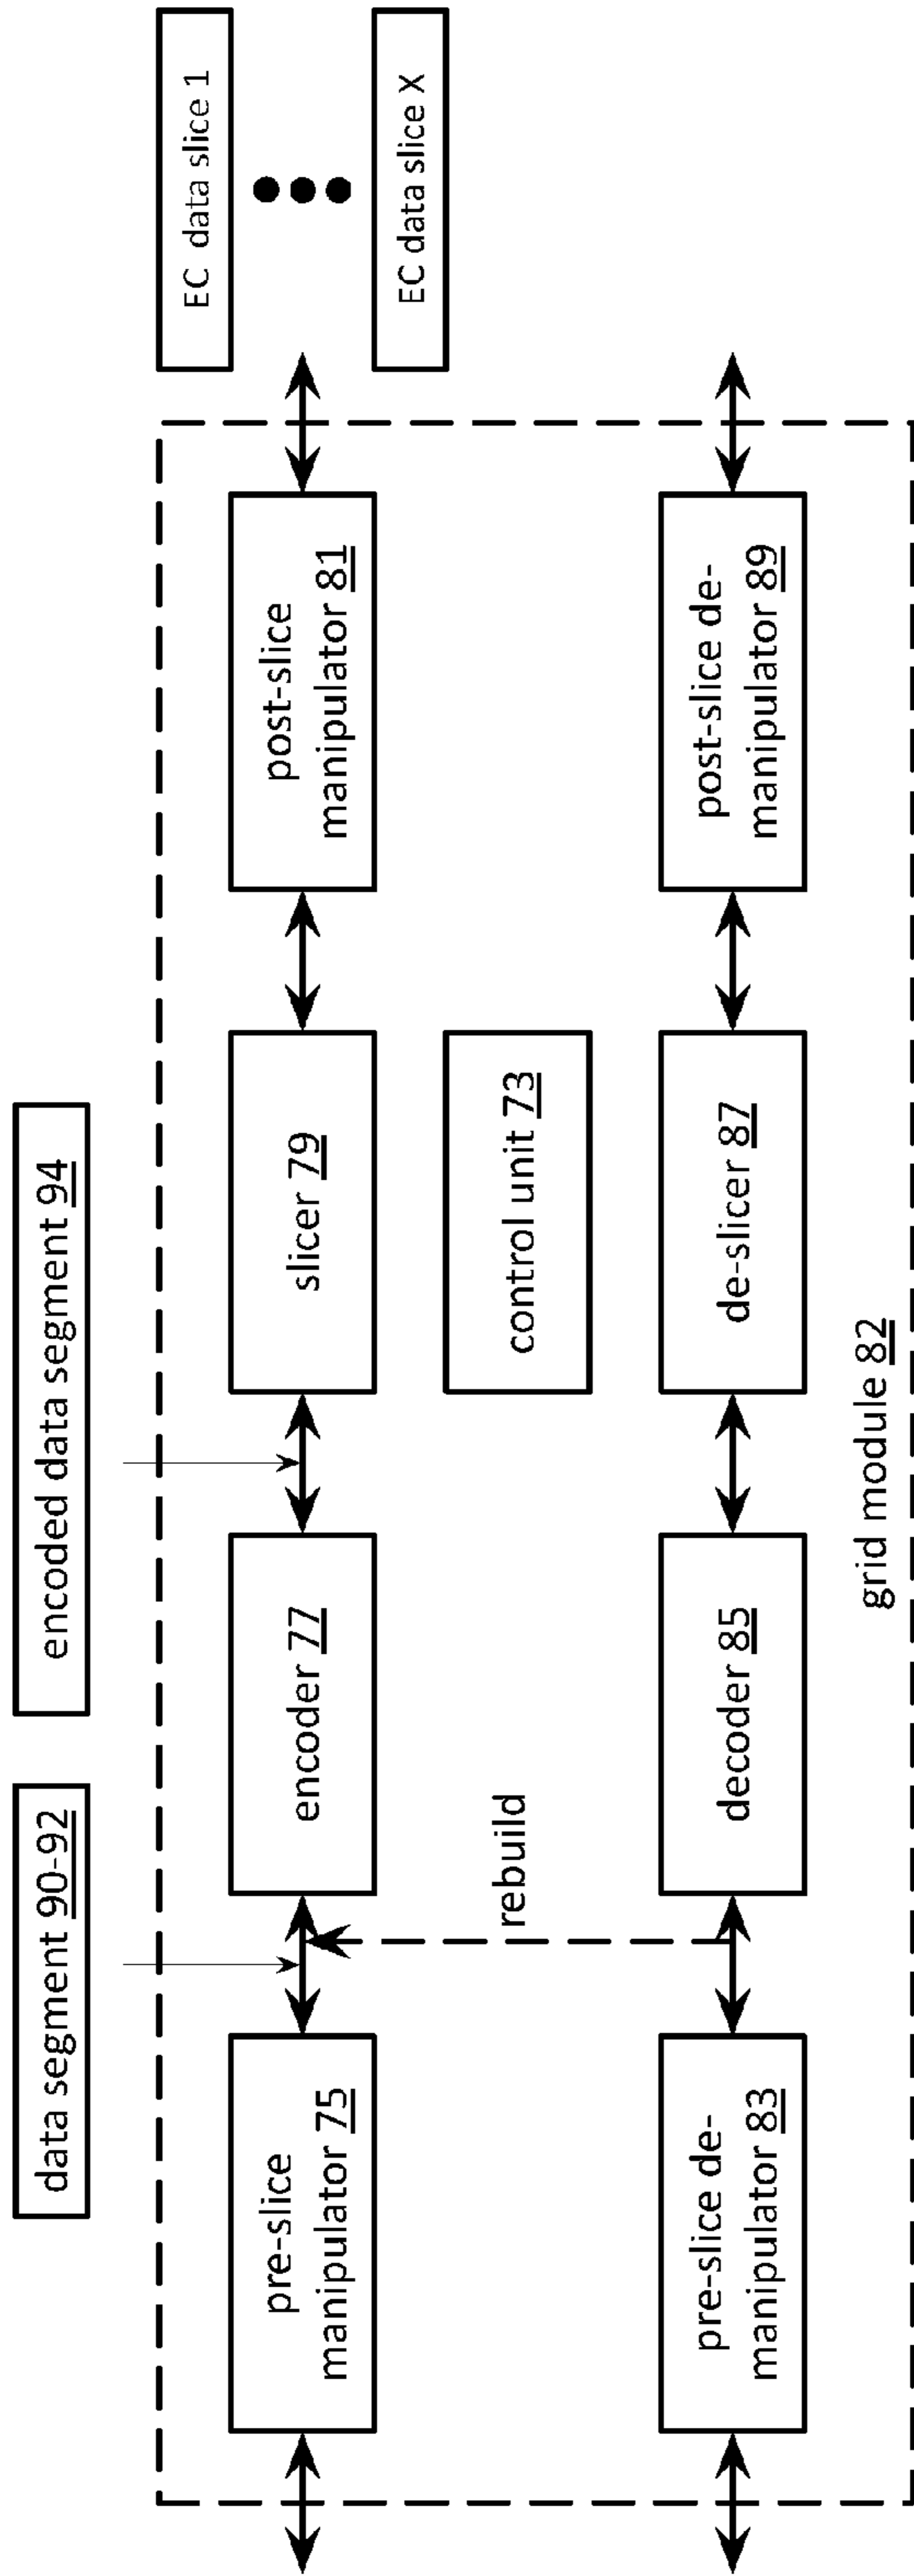 data segment 90-92
encoded data segment 94
EC data slice 1
EC data slice X
pre-slice
manipulator 75
encoder 77
slicer 79
post-slice
manipulator 81
rebuild
control unit 73
pre-slice de-
manipulator 83
decoder 85
de-slicer 87
post-slice de-
manipulator 89
grid module 82